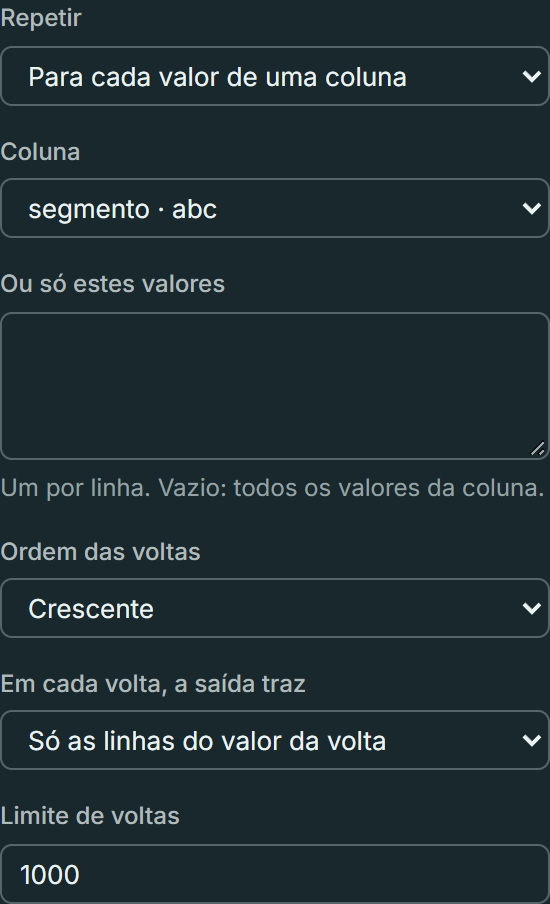 Repetir
Para cada valor de uma coluna
Coluna
segmento · abc
Ou só estes valores
Um por linha. Vazio: todos os valores da coluna.
Ordem das voltas
Crescente
Em cada volta, a saída traz
Só as linhas do valor da volta
Limite de voltas
1000